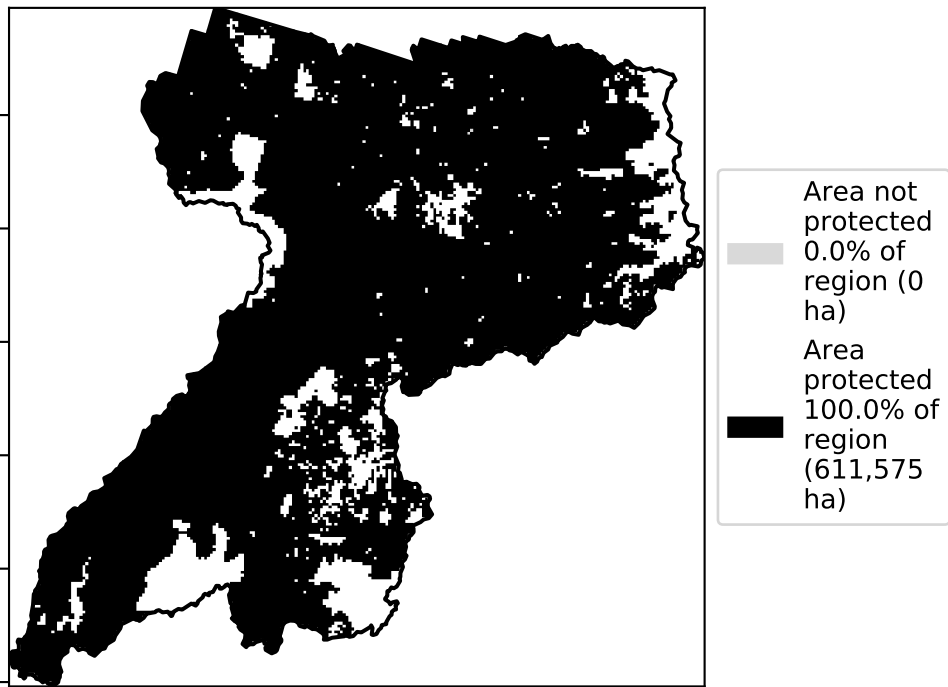 Area not
protected
0.0% of
region (0
ha)
Area
protected
100.0% of
region
(611,575
ha)